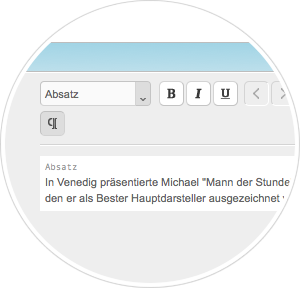 Absatz
B I U
¶
Absatz
In Venedig präsentierte Michael "Mann der Stunde
den er als Bester Hauptdarsteller ausgezeichnet